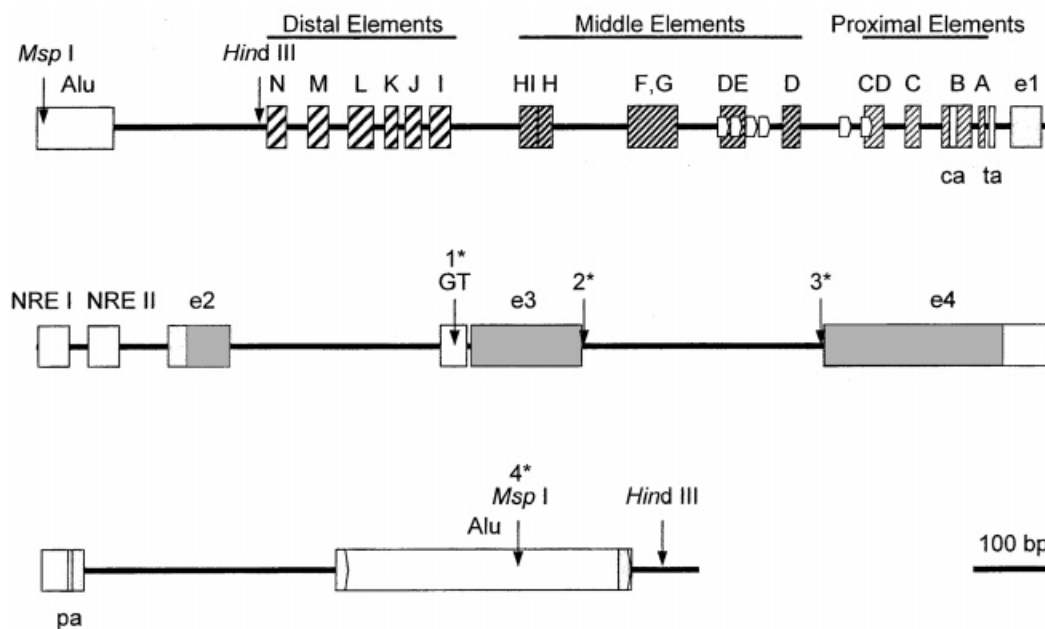 Distal Elements Middle Elements Proximal Elements
Msp I Hind III
Alu N M L K J I HI H F,G DE D CD C B A e1
ca ta
1*
NRE I NRE II e2 GT e3 2* 3* e4
4*
Msp I Hind III
Alu
100 bp
pa